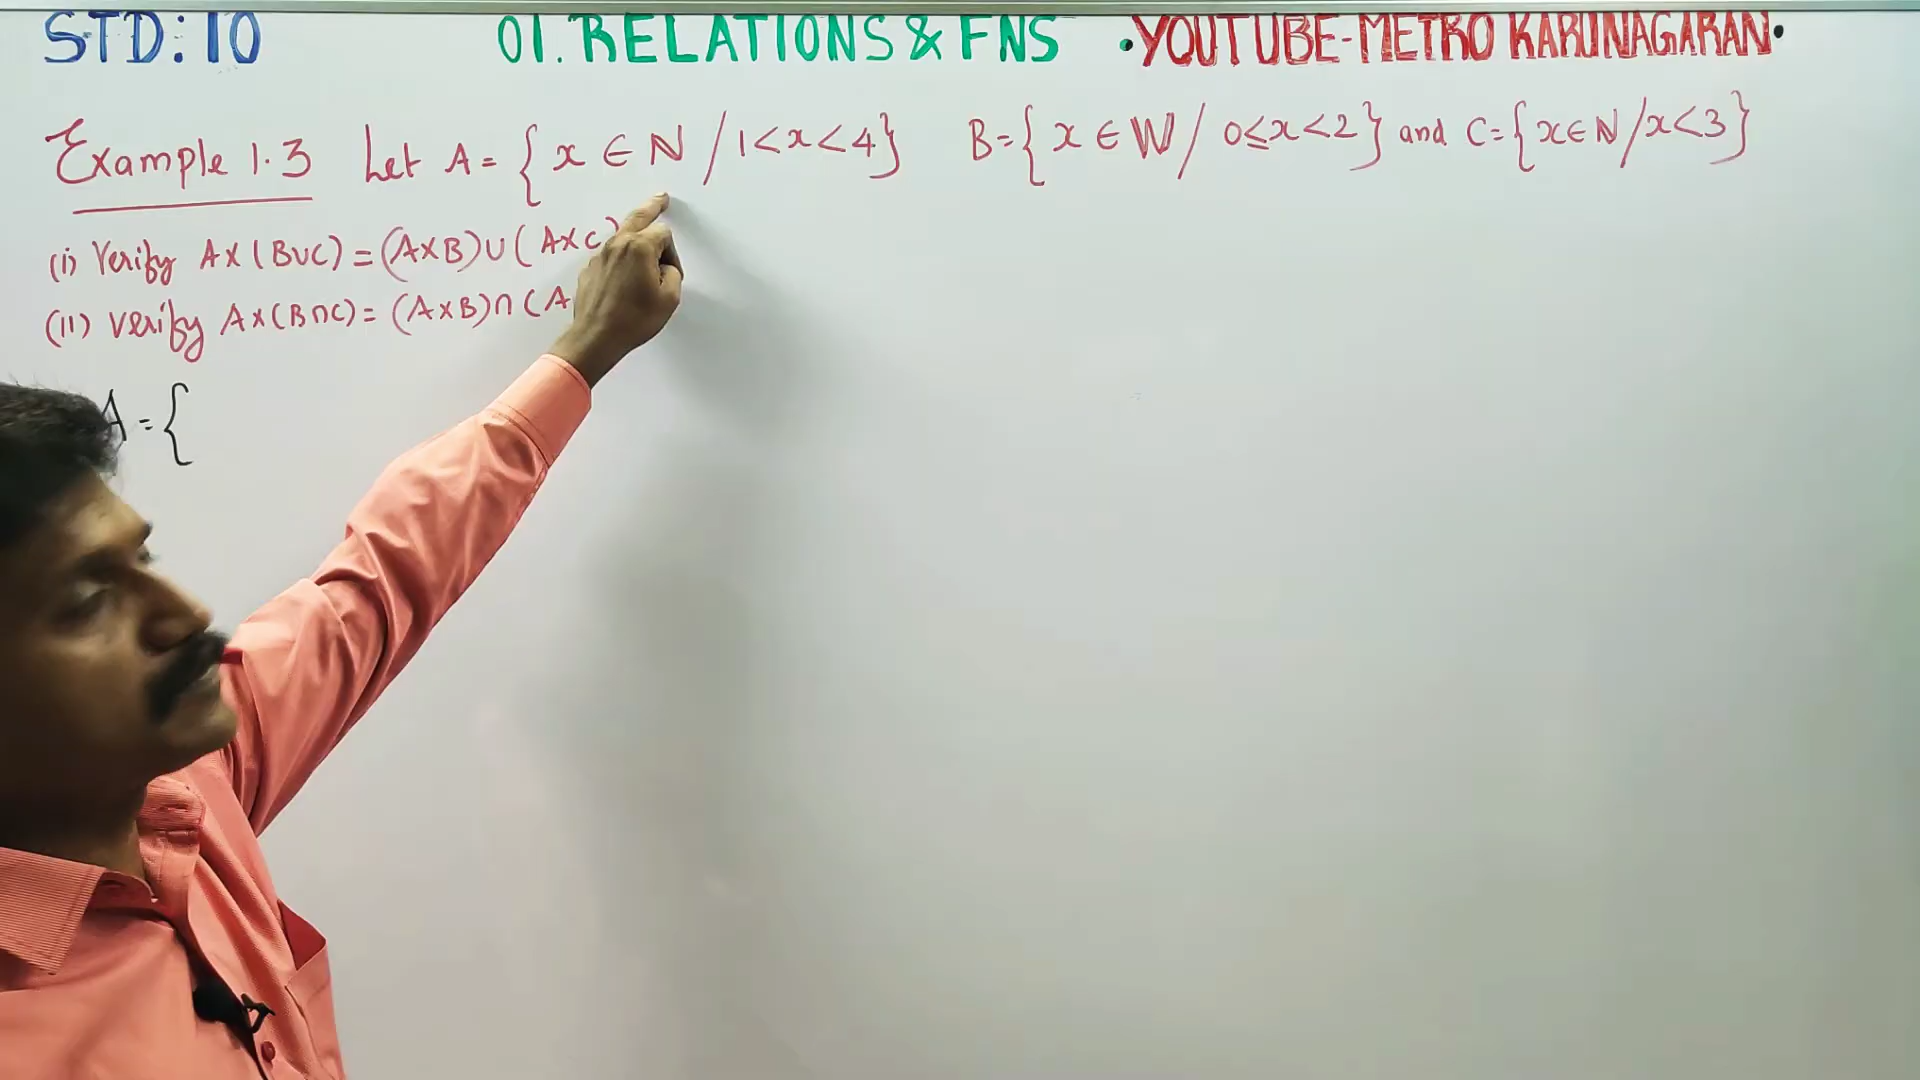 STD: 10 01. RELATIONS & FNS •YOUTUBE-METRO KARUNAGARAN•
Example 1.3 Let A = { x ∈ N / 1<x<4} B={ x ∈ W / 0≤x<2} and C={x∈N/x<3}
(i) Verify A×(B∪C) = (A×B)∪(A×C)
(II) Verify A×(B∩C) = (A×B)∩(A
A = {